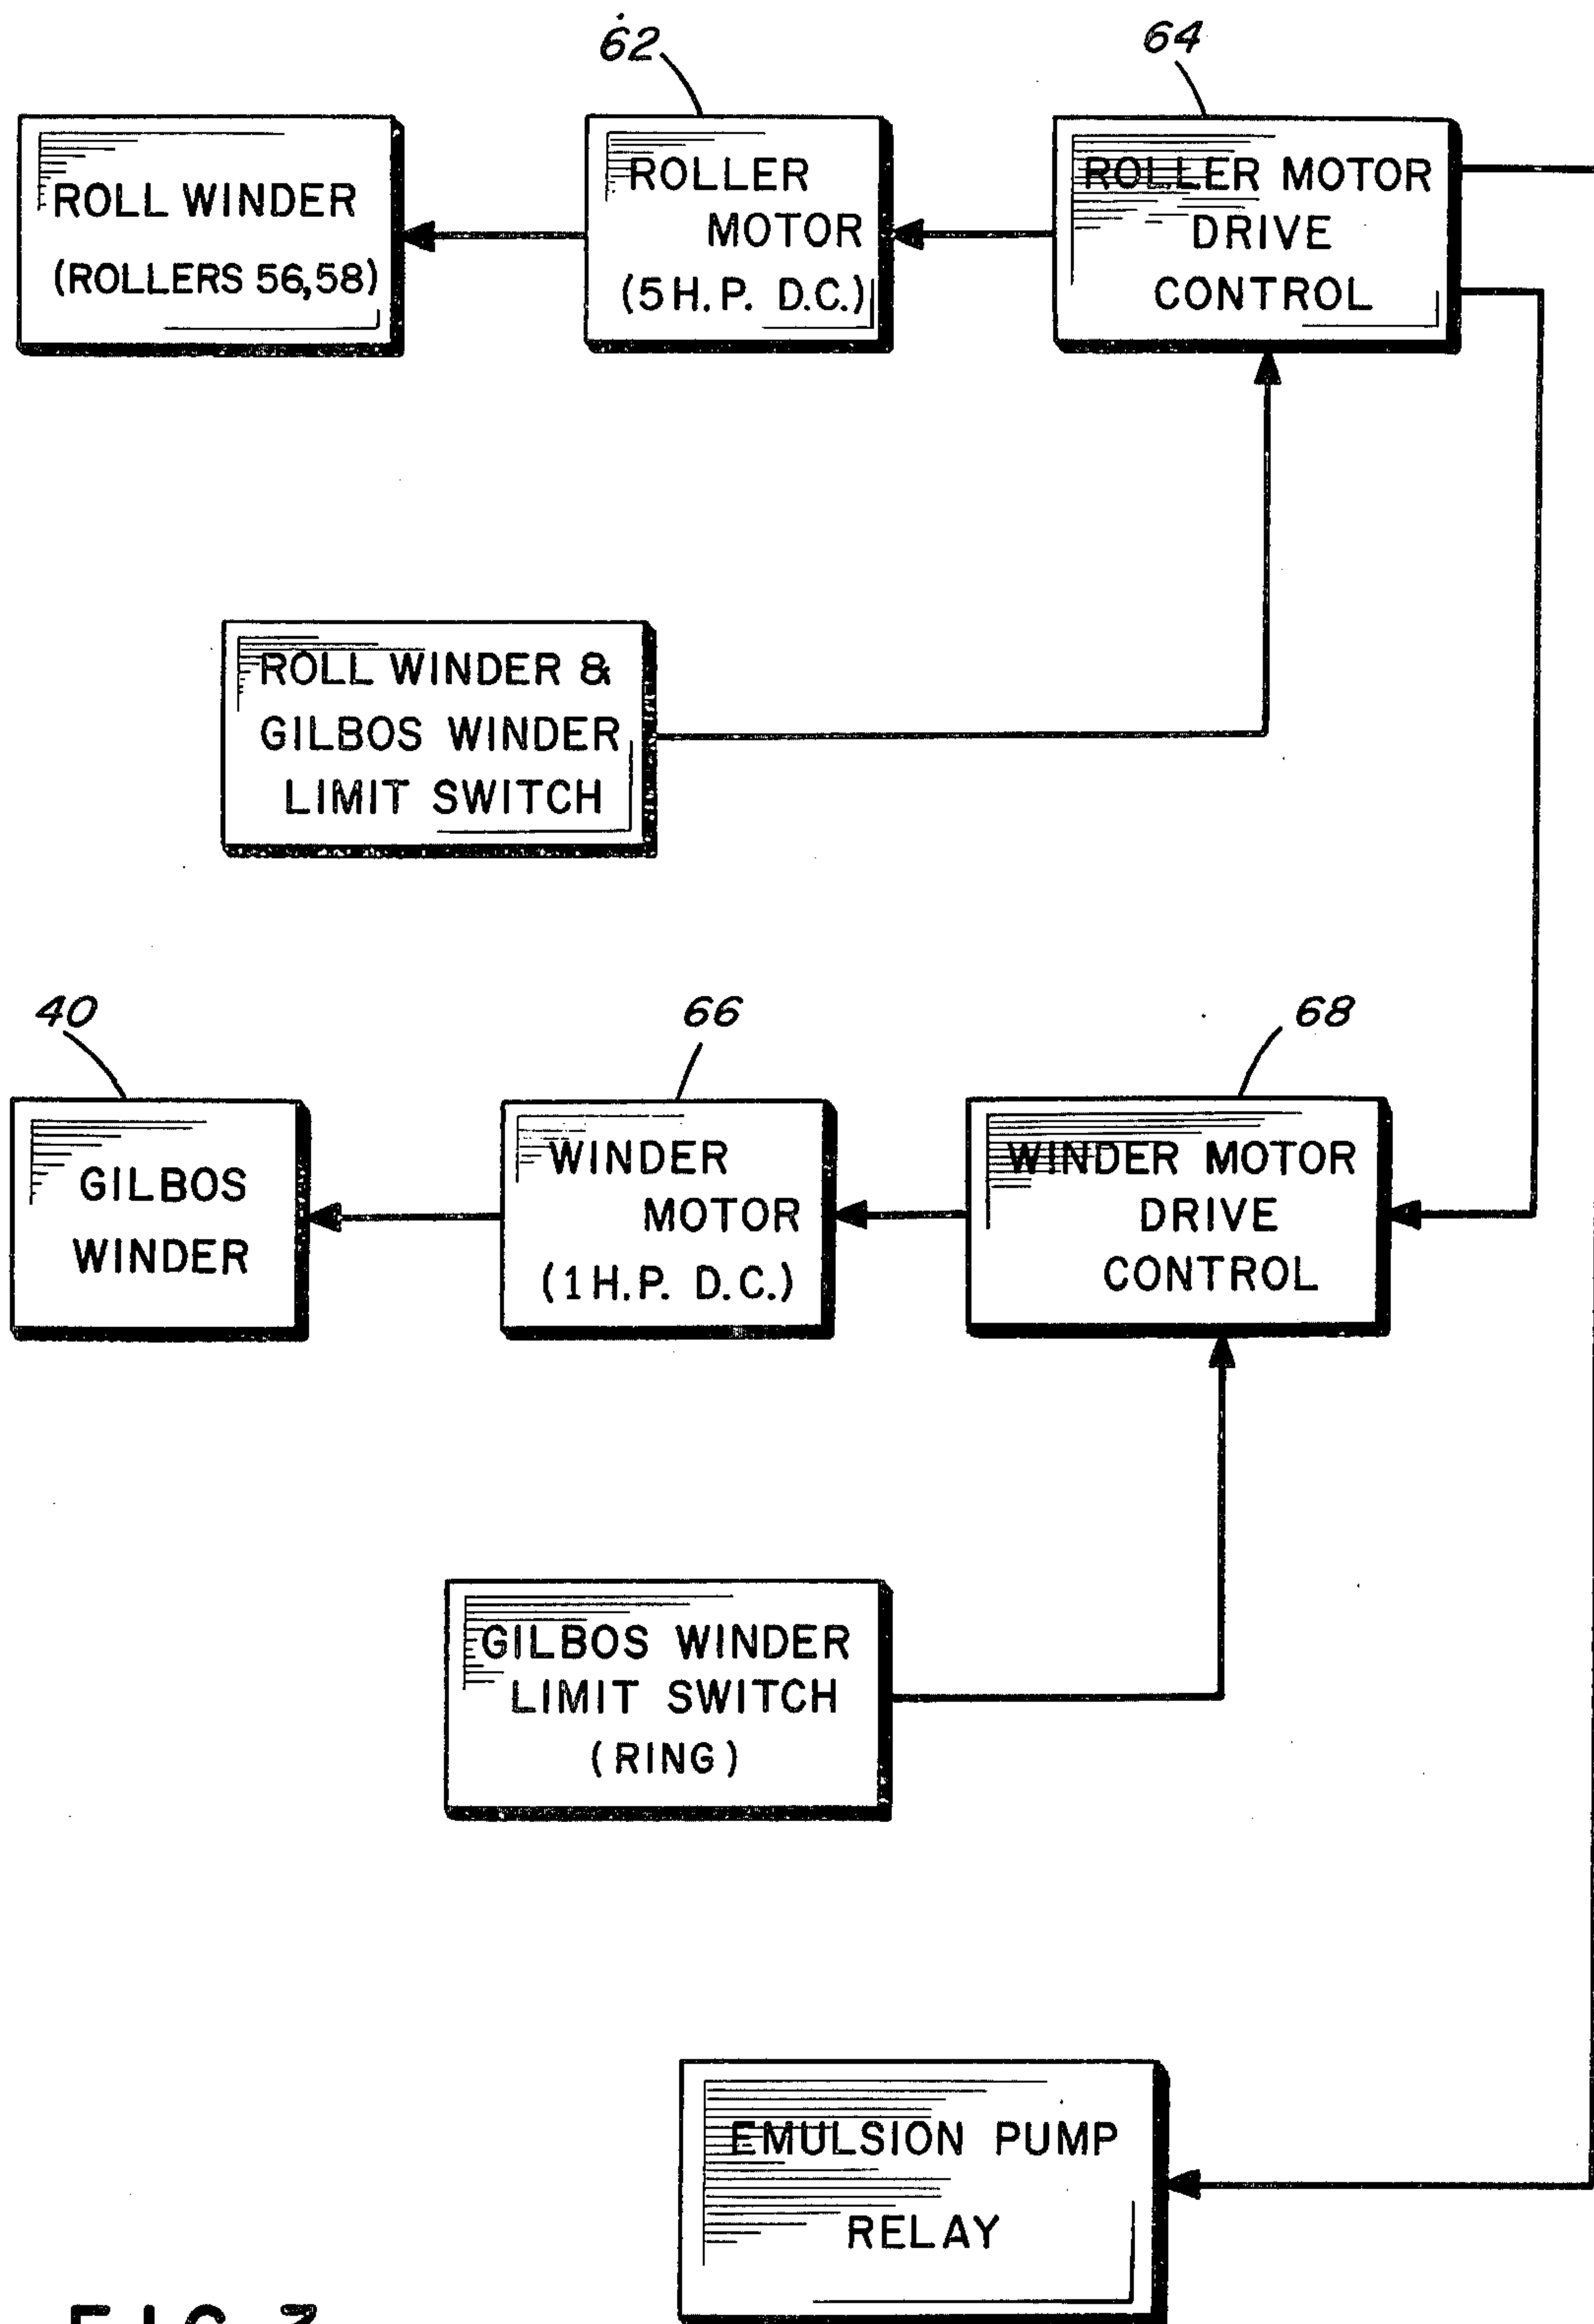 62
64
ROLL WINDER
(ROLLERS 56,58)
ROLLER
MOTOR
(5 H.P. D.C.)
ROLLER MOTOR
DRIVE
CONTROL
ROLL WINDER &
GILBOS WINDER
LIMIT SWITCH
40
66
68
GILBOS
WINDER
WINDER
MOTOR
(1 H.P. D.C.)
WINDER MOTOR
DRIVE
CONTROL
GILBOS WINDER
LIMIT SWITCH
(RING)
EMULSION PUMP
RELAY